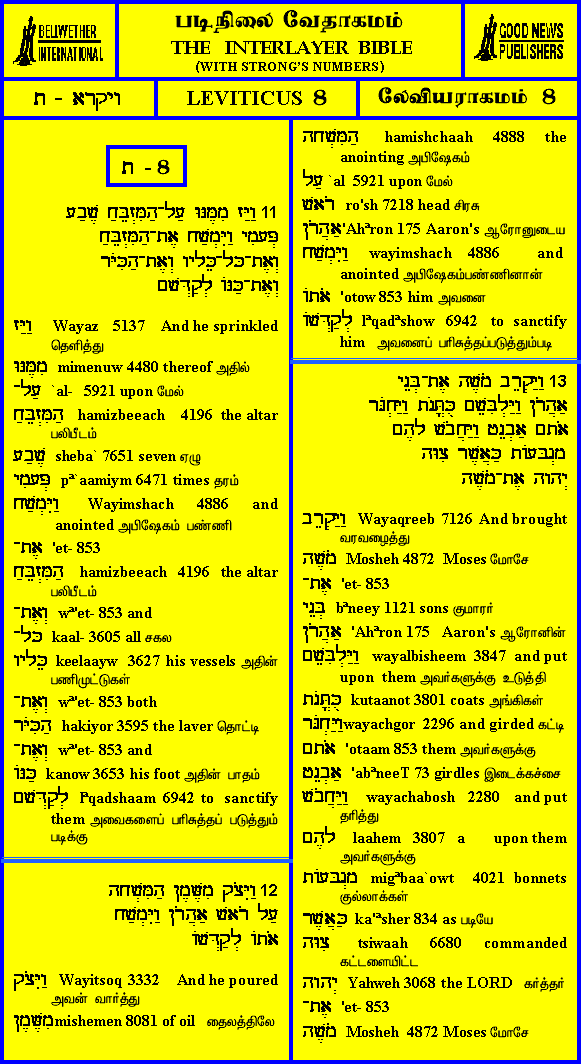 BELLWETHER
INTERNATIONAL
படிநிலை வேதாகமம்
THE INTERLAYER BIBLE
(WITH STRONG'S NUMBERS)
GOOD NEWS
PUBLISHERS
ויקרא - ת
LEVITICUS 8
லேவியராகமம் 8
ת - 8
11 וַיַּז מִמֶּנּוּ עַל־הַמִּזְבֵּחַ שֶׁבַע
פְּעָמִי וַיִּמְשַׁח אֶת־הַמִּזְבֵּחַ
וְאֶת־כָּל־כֵּלָיו וְאֶת־הַכִּיֹּר
וְאֶת־כַּנּוֹ לְקַדְּשָׁם
וַיַּז Wayaz 5137 And he sprinkled
தெளித்து
מִמֶּנּוּ mimenuw 4480 thereof அதில்
עַל־ `al- 5921 upon மேல்
הַמִּזְבֵּחַ hamizbeeach 4196 the altar
பலிபீடம்
שֶׁבַע sheba` 7651 seven ஏழு
פְּעָמִי pª`aamiym 6471 times தரம்
וַיִּמְשַׁח Wayimshach 4886 and
anointed அபிஷேகம் பண்ணி
אֶת־ 'et- 853
הַמִּזְבֵּחַ hamizbeeach 4196 the altar
பலிபீடம்
וְאֶת־ wª'et- 853 and
כָּל־ kaal- 3605 all சகல
כֵּלָיו keelaayw 3627 his vessels அதின்
பணிமுட்டுகள்
וְאֶת־ wª'et- 853 both
הַכִּיֹּר hakiyor 3595 the laver தொட்டி
וְאֶת־ wª'et- 853 and
כַּנּוֹ kanow 3653 his foot அதின் பாதம்
לְקַדְּשָׁם lªqadshaam 6942 to sanctify
them அவைகளைப் பரிசுத்தப் படுத்தும்
படிக்கு
12 וַיִּצֹק מִשֶּׁמֶן הַמִּשְׁחָה
עַל רֹאשׁ אַהֲרֹן וַיִּמְשַׁח
אֹתוֹ לְקַדְּשׁוֹ
וַיִּצֹק Wayitsoq 3332 And he poured
அவன் வார்த்து
מִשֶּׁמֶן mishemen 8081 of oil தைலத்திலே
הַמִּשְׁחָה hamishchaah 4888 the
anointing அபிஷேகம்
עַל `al 5921 upon மேல்
רֹאשׁ ro'sh 7218 head சிரசு
אַהֲרֹן 'Ahªron 175 Aaron's ஆரோனுடைய
וַיִּמְשַׁח wayimshach 4886 and
anointed அபிஷேகம்பண்ணினான்
אֹתוֹ 'otow 853 him அவனை
לְקַדְּשׁוֹ lªqadªshow 6942 to sanctify
him அவனைப் பரிசுத்தப்படுத்தும்படி
13 וַיַּקְרֵב מֹשֶׁה אֶת־בְּנֵי
אַהֲרֹן וַיַּלְבִּשֵׁם כֻּתֳּנֹת וַיַּחְגֹּר
אֹתָם אַבְנֵט וַיַּחֲבֹשׁ לָהֶם
מִגְבָּעוֹת כַּאֲשֶׁר צִוָּה
יְהוָה אֶת־מֹשֶׁה
וַיַּקְרֵב Wayaqreeb 7126 And brought
வரவழைத்து
מֹשֶׁה Mosheh 4872 Moses மோசே
אֶת־ 'et- 853
בְּנֵי bªneey 1121 sons குமாரர்
אַהֲרֹן 'Ahªron 175 Aaron's ஆரோனின்
וַיַּלְבִּשֵׁם wayalbisheem 3847 and put
upon them அவர்களுக்கு உடுத்தி
כֻּתֳּנֹת kutaanot 3801 coats அங்கிகள்
וַיַּחְגֹּר wayachgor 2296 and girded கட்டி
אֹתָם 'otaam 853 them அவர்களுக்கு
אַבְנֵט 'abªneeT 73 girdles இடைக்கச்சை
וַיַּחֲבֹשׁ wayachabosh 2280 and put
தரித்து
לָהֶם laahem 3807 a upon them
அவர்களுக்கு
מִגְבָּעוֹת migªbaa`owt 4021 bonnets
குல்லாக்கள்
כַּאֲשֶׁר ka'ªsher 834 as படியே
צִוָּה tsiwaah 6680 commanded
கட்டளையிட்ட
יְהוָה Yahweh 3068 the LORD கர்த்தர்
אֶת־ 'et- 853
מֹשֶׁה Mosheh 4872 Moses மோசே